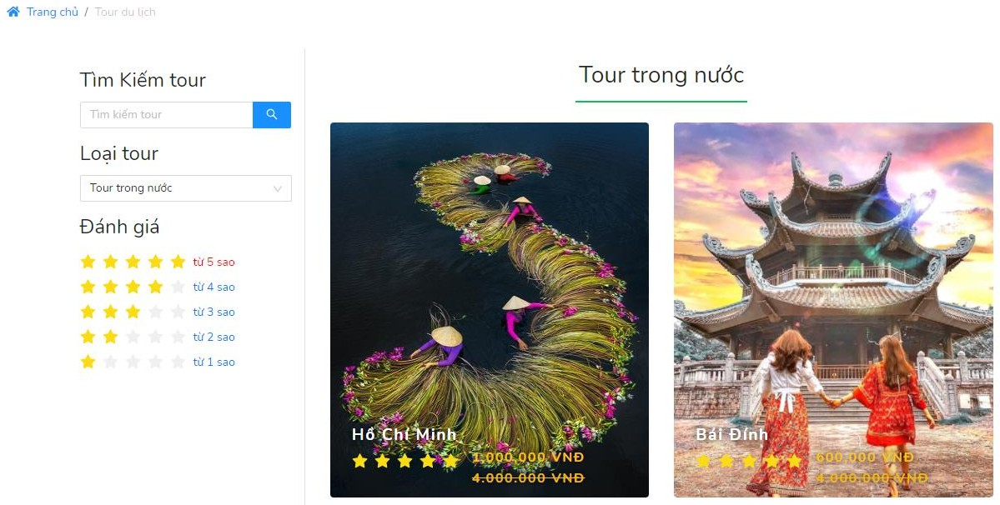 Trang chủ / Tour du lịch
Tìm Kiếm tour
Tìm kiếm tour
Loại tour
Tour trong nước
Đánh giá
từ 5 sao
từ 4 sao
từ 3 sao
từ 2 sao
từ 1 sao
Tour trong nước
Hồ Chí Minh
1.000.000 VNĐ
4.000.000 VNĐ
Bái Đính
600.000 VNĐ
4.000.000 VNĐ